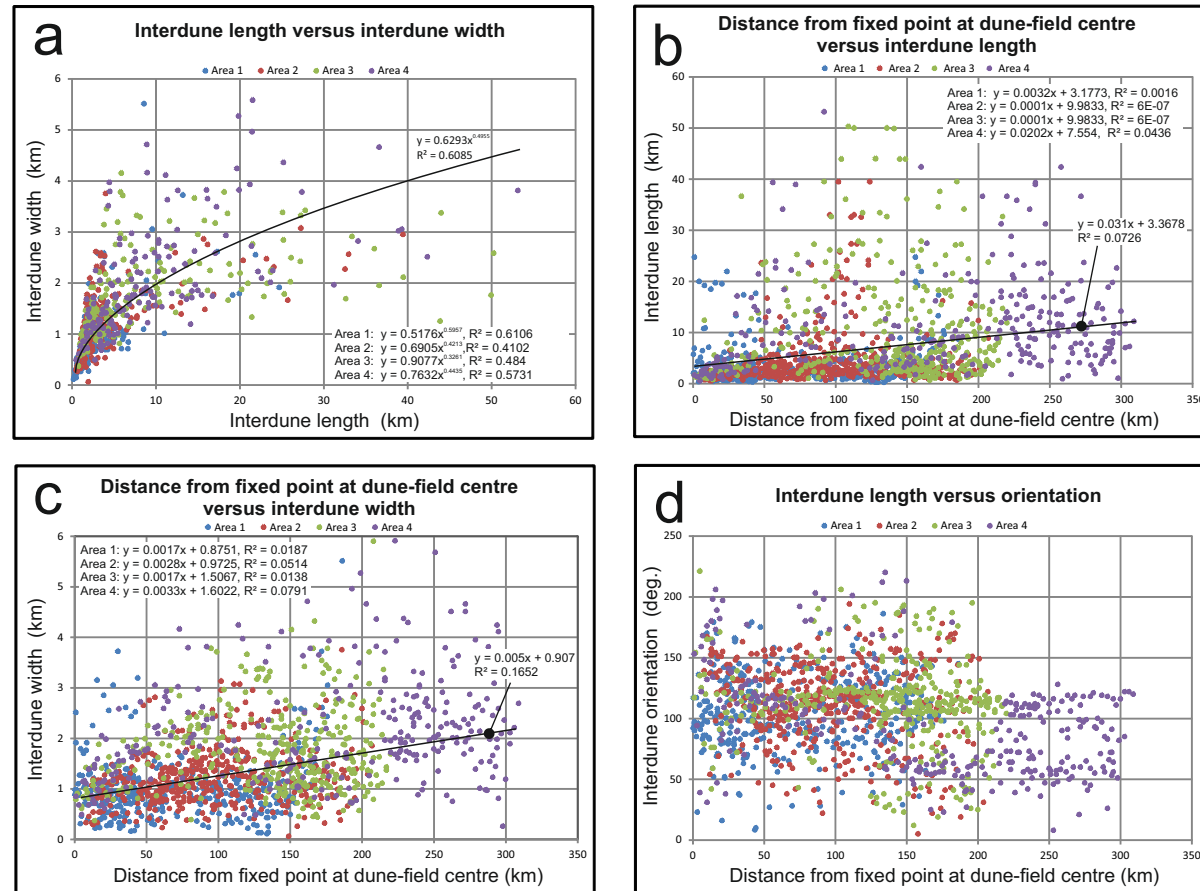 a
Interdune length versus interdune width
Area 1 Area 2 Area 3 Area 4
Interdune width (km)
6
5
4
3
2
1
0
y = 0.6293x^0.4955
R² = 0.6085
Area 1: y = 0.5176x^0.5957, R² = 0.6106
Area 2: y = 0.6905x^0.4213, R² = 0.4102
Area 3: y = 0.9077x^0.3261, R² = 0.484
Area 4: y = 0.7632x^0.4435, R² = 0.5731
0 10 20 30 40 50 60
Interdune length (km)
b
Distance from fixed point at dune-field centre
versus interdune length
Area 1 Area 2 Area 3 Area 4
Interdune length (km)
60
50
40
30
20
10
0
Area 1: y = 0.0032x + 3.1773, R² = 0.0016
Area 2: y = 0.0001x + 9.9833, R² = 6E-07
Area 3: y = 0.0001x + 9.9833, R² = 6E-07
Area 4: y = 0.0202x + 7.554, R² = 0.0436
y = 0.031x + 3.3678
R² = 0.0726
0 50 100 150 200 250 300 350
Distance from fixed point at dune-field centre (km)
c
Distance from fixed point at dune-field centre
versus interdune width
Area 1 Area 2 Area 3 Area 4
Interdune width (km)
6
5
4
3
2
1
0
Area 1: y = 0.0017x + 0.8751, R² = 0.0187
Area 2: y = 0.0028x + 0.9725, R² = 0.0514
Area 3: y = 0.0017x + 1.5067, R² = 0.0138
Area 4: y = 0.0033x + 1.6022, R² = 0.0791
y = 0.005x + 0.907
R² = 0.1652
0 50 100 150 200 250 300 350
Distance from fixed point at dune-field centre (km)
d
Interdune length versus orientation
Area 1 Area 2 Area 3 Area 4
Interdune orientation (deg.)
250
200
150
100
50
0
0 50 100 150 200 250 300 350
Distance from fixed point at dune-field centre (km)